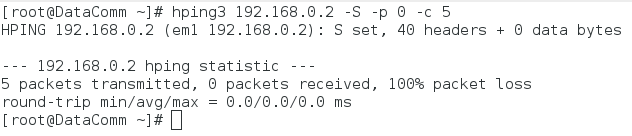 [root@DataComm ~]# hping3 192.168.0.2 -S -p 0 -c 5
HPING 192.168.0.2 (em1 192.168.0.2): S set, 40 headers + 0 data bytes
--- 192.168.0.2 hping statistic ---
5 packets transmitted, 0 packets received, 100% packet loss
round-trip min/avg/max = 0.0/0.0/0.0 ms
[root@DataComm ~]#